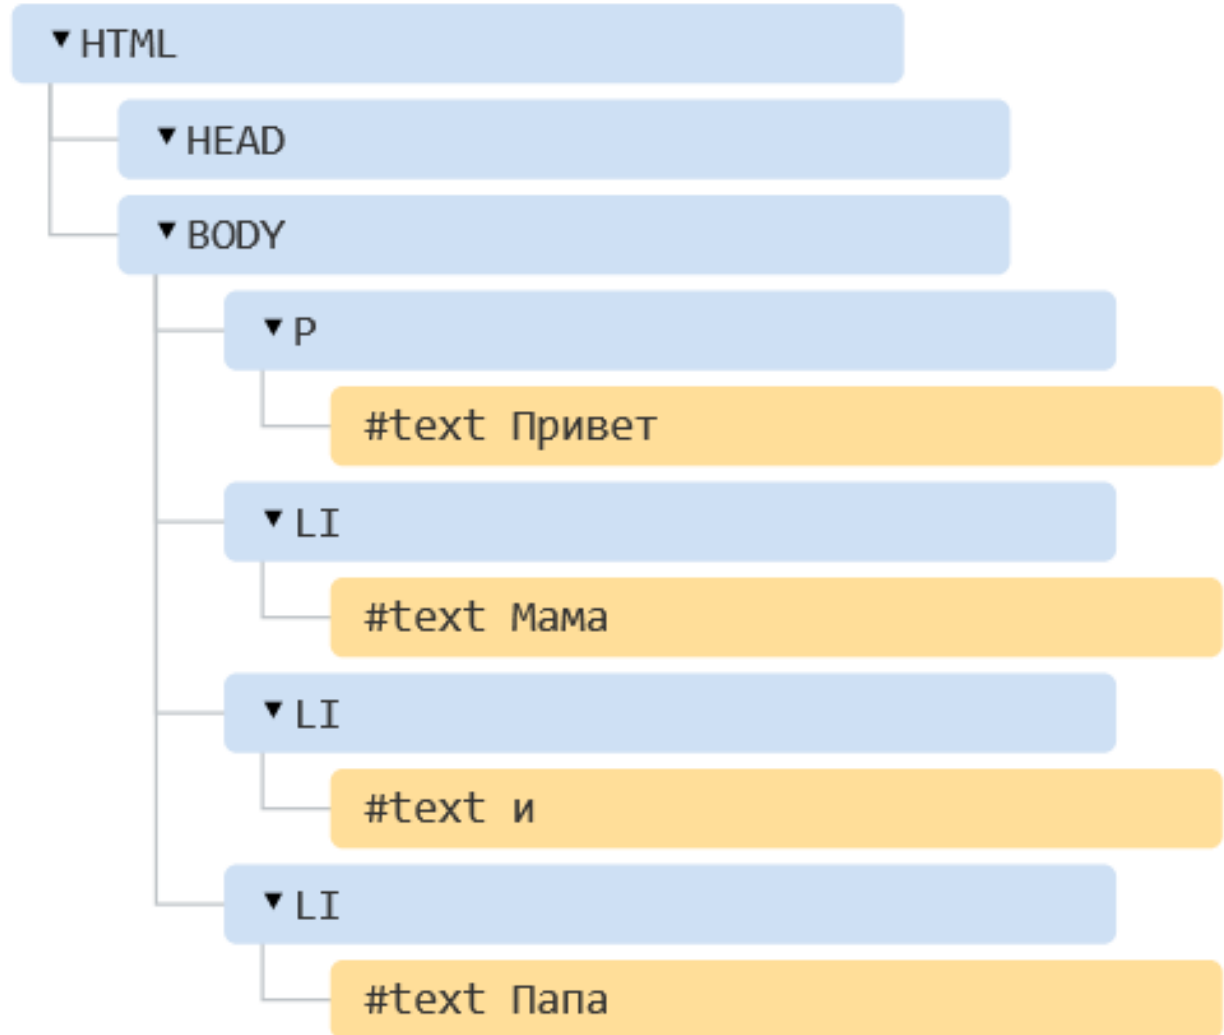 ▼ HTML
▼ HEAD
▼ BODY
▼ P
#text Привет
▼ LI
#text Мама
▼ LI
#text и
▼ LI
#text Папа